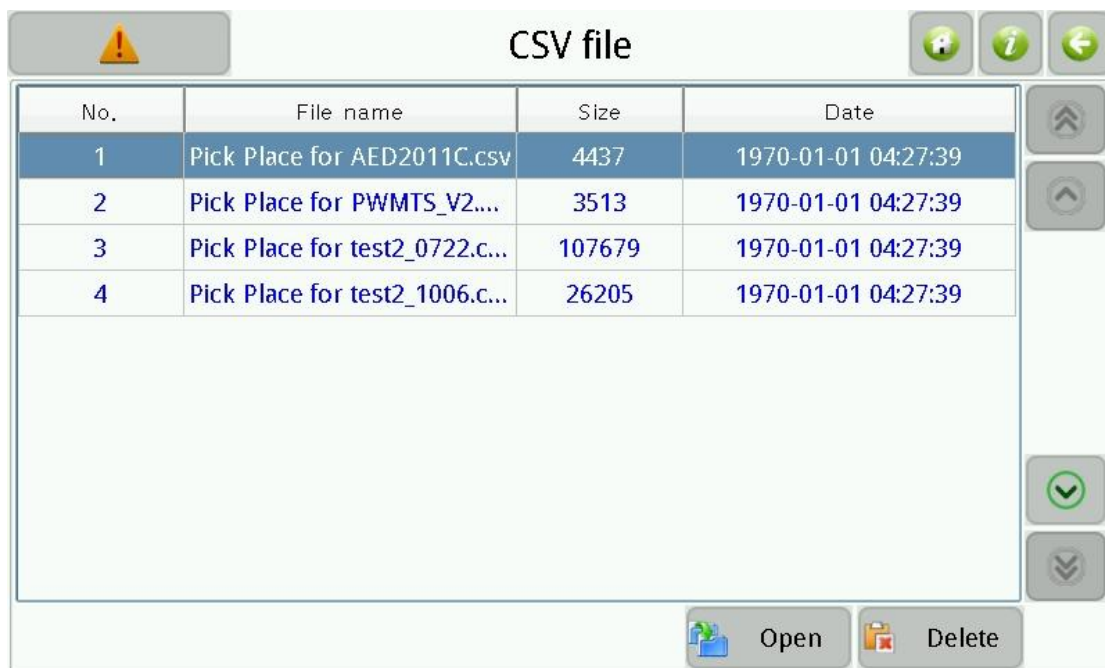 CSV file
No. File name Size Date
1 Pick Place for AED2011C.csv 4437 1970-01-01 04:27:39
2 Pick Place for PWMTS_V2.... 3513 1970-01-01 04:27:39
3 Pick Place for test2_0722.c... 107679 1970-01-01 04:27:39
4 Pick Place for test2_1006.c... 26205 1970-01-01 04:27:39
Open Delete